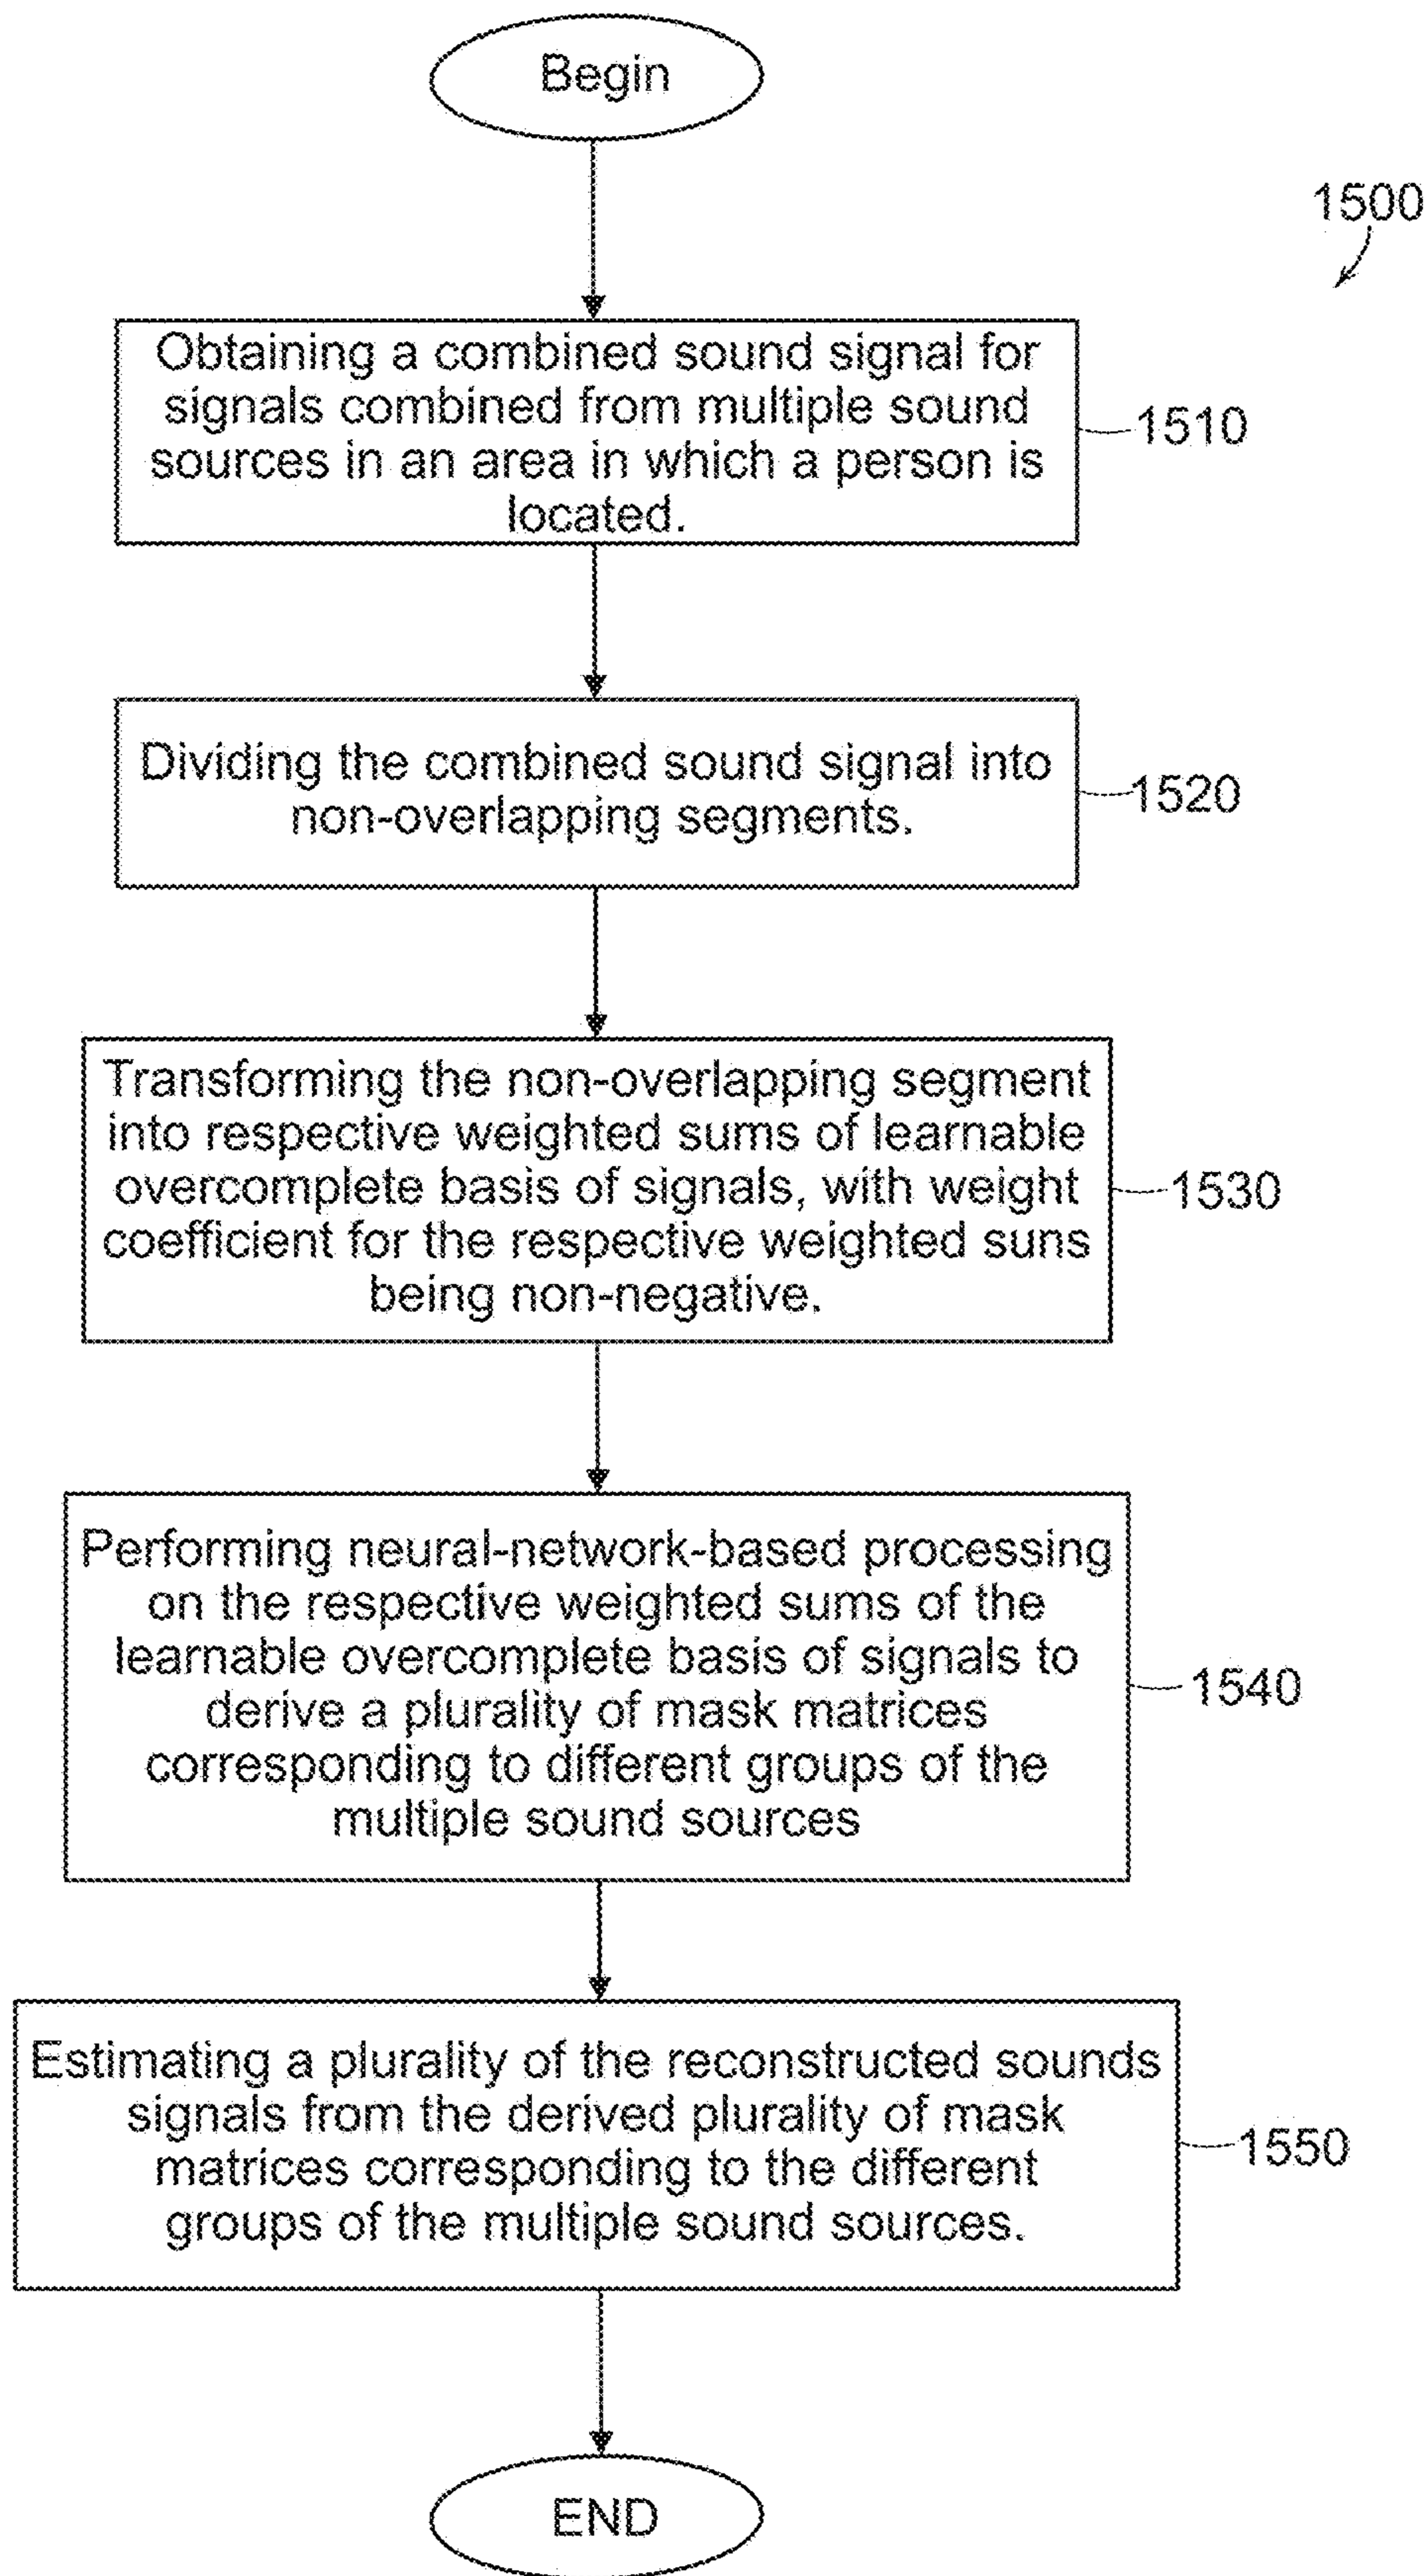 Begin
1500
Obtaining a combined sound signal for
signals combined from multiple sound
sources in an area in which a person is
located.
1510
Dividing the combined sound signal into
non-overlapping segments.
1520
Transforming the non-overlapping segment
into respective weighted sums of learnable
overcomplete basis of signals, with weight
coefficient for the respective weighted suns
being non-negative.
1530
Performing neural-network-based processing
on the respective weighted sums of the
learnable overcomplete basis of signals to
derive a plurality of mask matrices
corresponding to different groups of the
multiple sound sources
1540
Estimating a plurality of the reconstructed sounds
signals from the derived plurality of mask
matrices corresponding to the different
groups of the multiple sound sources.
1550
END